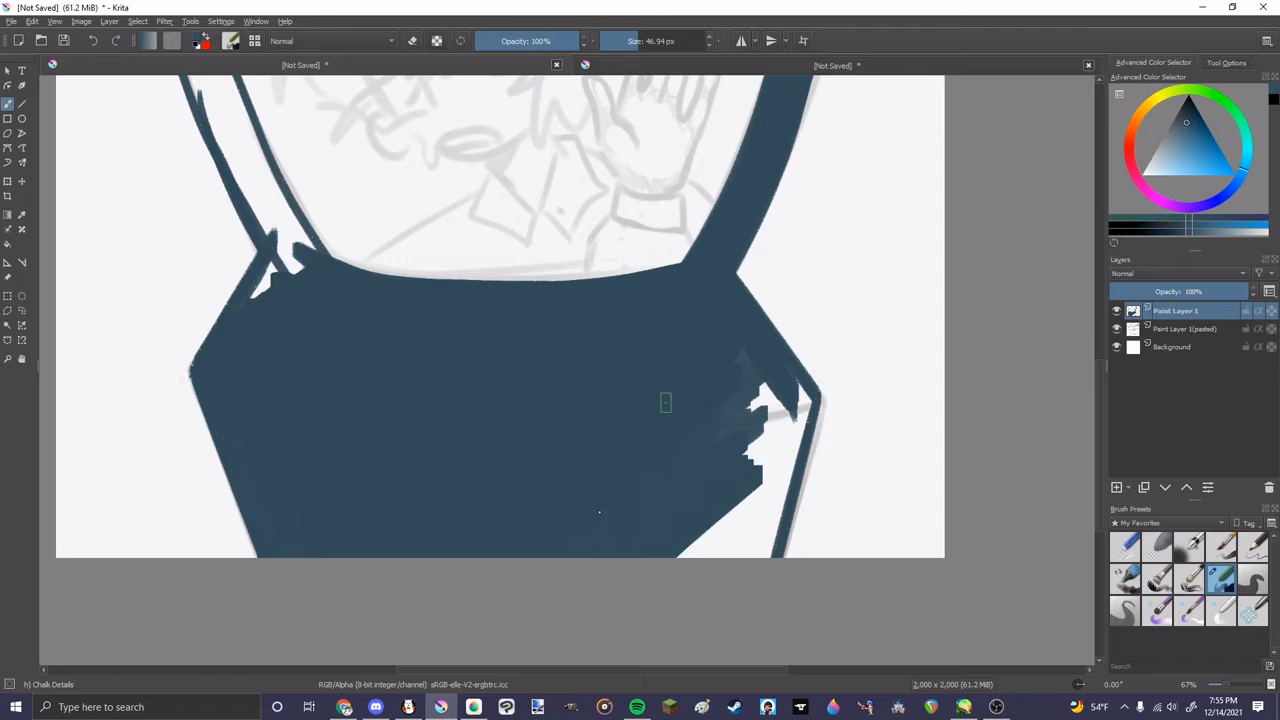 [Not Saved] (61.2 MiB) * - Krita
File Edit View Image Layer Select Filter Tools Settings Window Help
Normal Opacity: 100% Size: 46.94 px
[Not Saved] * [Not Saved] * Advanced Color Selector Tool Options
Advanced Color Selector
Layers
Normal
Opacity: 100%
Paint Layer 1
Paint Layer 1(pasted)
Background
Brush Presets
My Favorites Tag
Search
h) Chalk Details RGB/Alpha (8-bit integer/channel) sRGB-elle-V2-srgbtrc.icc 2,000 x 2,000 (61.2 MiB) 0.00° 67%
Type here to search 54°F 7:55 PM
12/14/2021